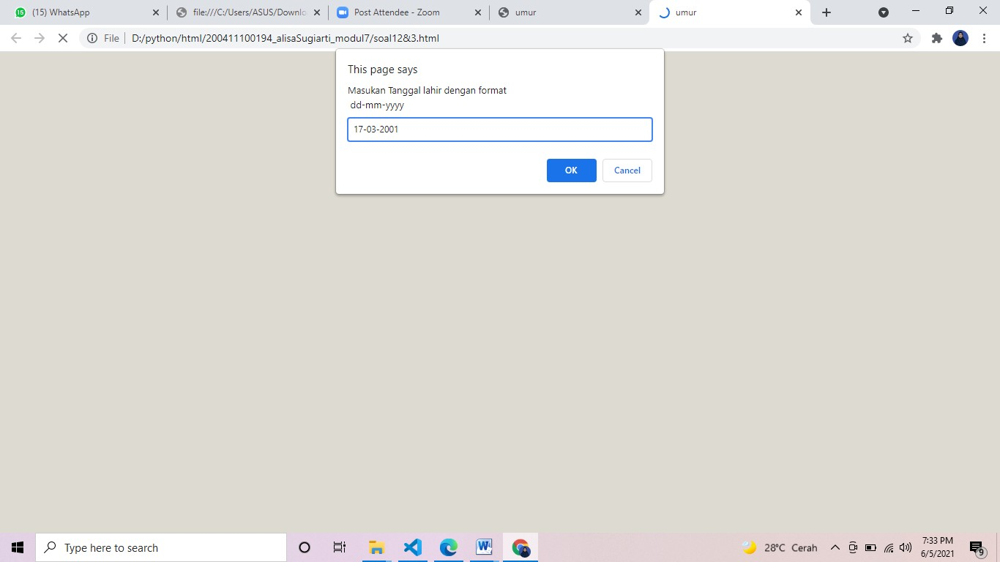 15
(15) WhatsApp
file:///C:/Users/ASUS/Downlo
Post Attendee - Zoom
umur
umur
File
D:/python/html/200411100194_alisaSugiarti_modul7/soal12&3.html
This page says
Masukan Tanggal lahir dengan format
dd-mm-yyyy
17-03-2001
OK
Cancel
Type here to search
W
28°C Cerah
7:33 PM
6/5/2021
9